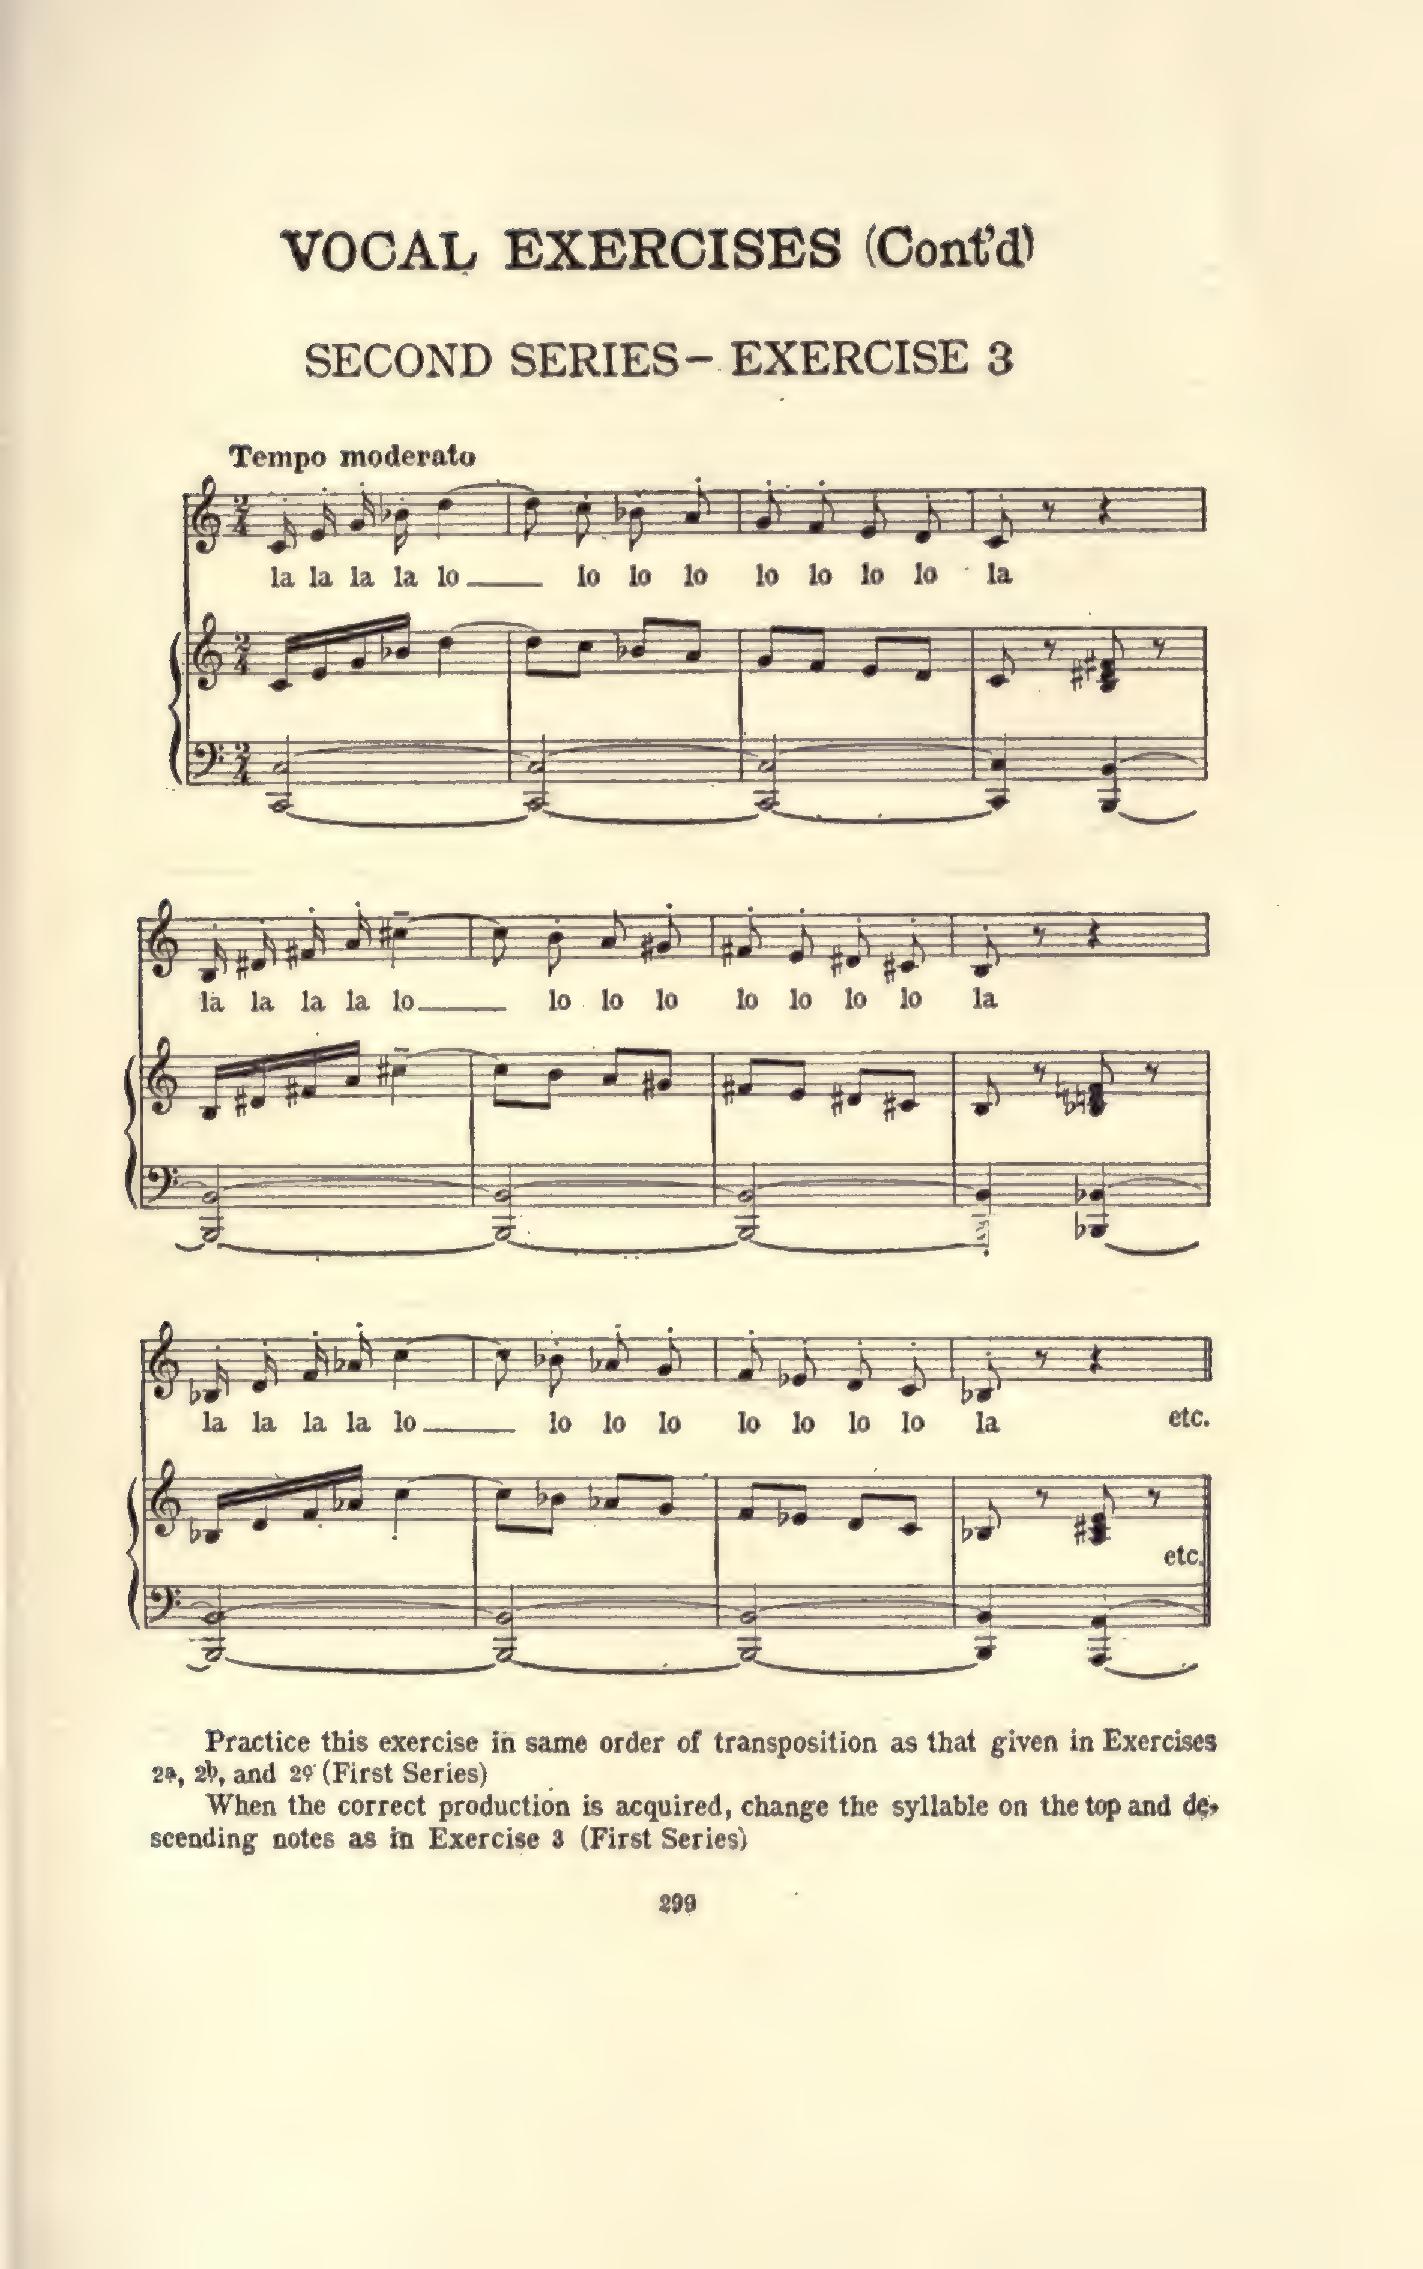 VOCAL EXERCISES (Cont'd)
SECOND SERIES – EXERCISE 3
Tempo moderato
la la la la lo lo lo lo lo lo lo lo la
la la la la lo lo lo lo lo lo lo lo la
la la la la lo lo lo lo lo lo lo lo la etc.
etc.
Practice this exercise in same order of transposition as that given in Exercises
2a, 2b, and 2c (First Series)
When the correct production is acquired, change the syllable on the top and de-
scending notes as in Exercise 3 (First Series)
299